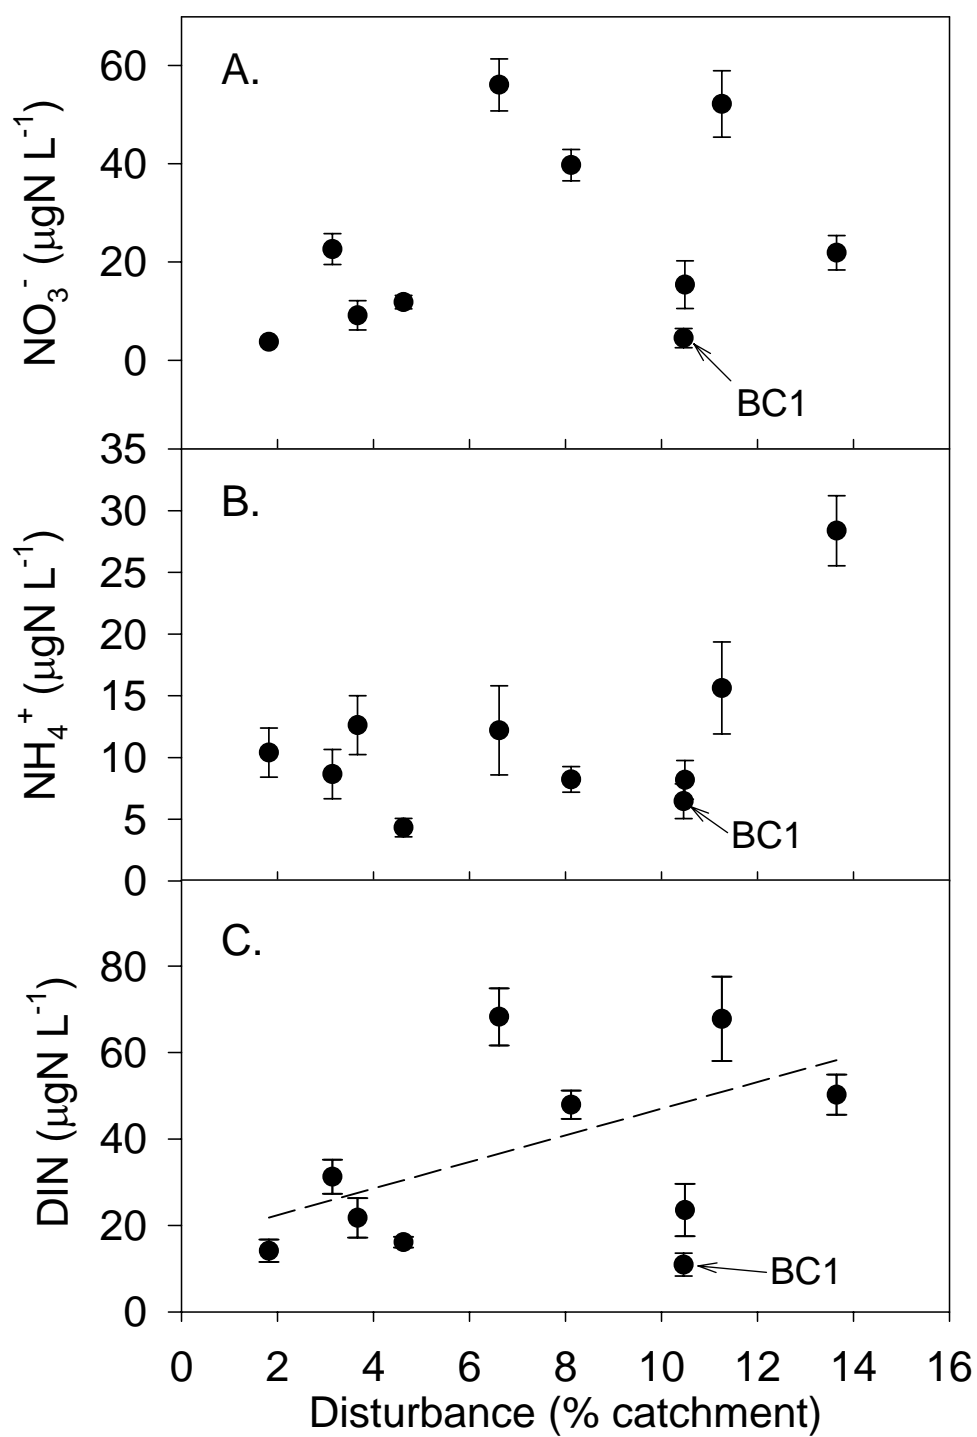 A.
60
40
20
0
NO₃⁻ (μgN L⁻¹)
BC1
B.
35
30
25
20
15
10
5
0
NH₄⁺ (μgN L⁻¹)
BC1
C.
80
60
40
20
0
DIN (μgN L⁻¹)
BC1
0 2 4 6 8 10 12 14 16
Disturbance (% catchment)